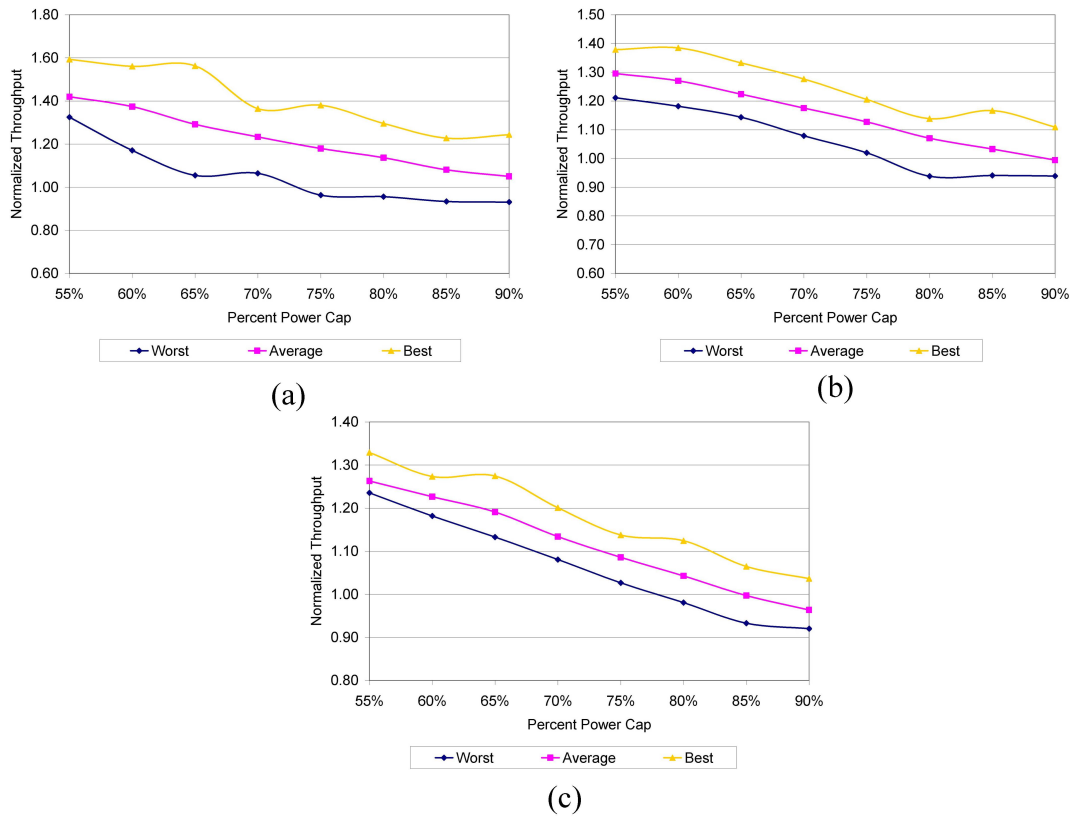 1.80
1.60
1.40
1.20
1.00
0.80
0.60
Normalized Throughput
55% 60% 65% 70% 75% 80% 85% 90%
Percent Power Cap
Worst Average Best
(a)
1.50
1.40
1.30
1.20
1.10
1.00
0.90
0.80
0.70
0.60
Normalized Throughput
55% 60% 65% 70% 75% 80% 85% 90%
Percent Power Cap
Worst Average Best
(b)
1.40
1.30
1.20
1.10
1.00
0.90
0.80
Normalized Throughput
55% 60% 65% 70% 75% 80% 85% 90%
Percent Power Cap
Worst Average Best
(c)